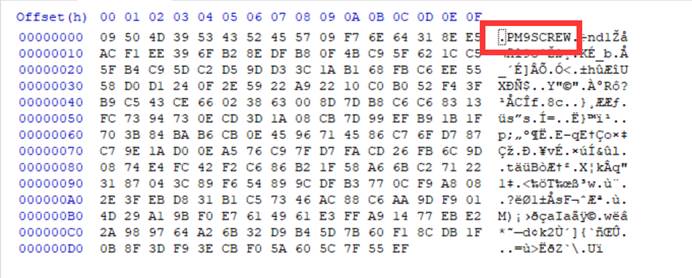 Offset(h) 00 01 02 03 04 05 06 07 08 09 0A 0B 0C 0D 0E 0F
00000000 09 50 4D 39 53 43 52 45 57 09 F7 6E 64 31 8E E5 .PM9SCREW.÷nd1Žå
00000010 AC F1 EE 39 6F B2 8E DF B8 0F 4B C9 5F 62 1C C5 ¬ñî9o²Žß¸.KÉ_b.Å
00000020 5F B4 C9 5D C2 D5 9D D3 3C 1A B1 68 FB C6 EE 55 _´É]ÂÕ.Ó<.±hûÆîU
00000030 58 D0 D1 24 0F 2E 59 22 A9 22 10 C0 B0 52 F4 3F XÐÑ$..Y"©".À°Rô?
00000040 B9 C5 43 CE 66 02 38 63 00 8D 7D B8 C6 C6 83 13 ¹ÅCÎf.8c..}¸ÆÆƒ.
00000050 FC 73 94 73 0E CD 3D 1A 08 CB 7D 99 EF B9 1B 1F üs”s.Í=..Ë}™ï¹..
00000060 70 3B 84 BA B6 CB 0E 45 96 71 45 86 C7 6F D7 87 p;„º¶Ë.E–qE†Ço×‡
00000070 C7 9E 1A D0 0E A5 76 C9 7F D7 FA CD 26 FB 6C 9D Çž.Ð.¥vÉ.×úÍ&ûl.
00000080 08 74 E4 FC 42 F2 C6 86 B2 1F 58 A6 6B C2 71 22 .täüBòÆ†².X¦kÂq"
00000090 31 87 04 3C 89 F6 54 89 9C DF B3 77 0C F9 A8 08 1‡.<‰öT‰œß³w.ù¨.
000000A0 2E 3F EB D8 31 B1 C5 73 46 AC 88 C6 AA 9D F9 01 .?ëØ1±ÅsF¬ˆÆª.ù.
000000B0 4D 29 A1 9B F0 E7 61 49 61 E3 FF A9 14 77 EB E2 M)¡›ðçaIaãÿ©.wëâ
000000C0 2A 98 97 64 A2 6B 32 D9 B4 5D 7B 60 F1 8C DB 1F *˜—d¢k2Ù´]{`ñŒÛ.
000000D0 0B 8F 3D F9 3E CB F0 5A 60 5C 7F 55 EF ..=ù>ËðZ`\.Uï